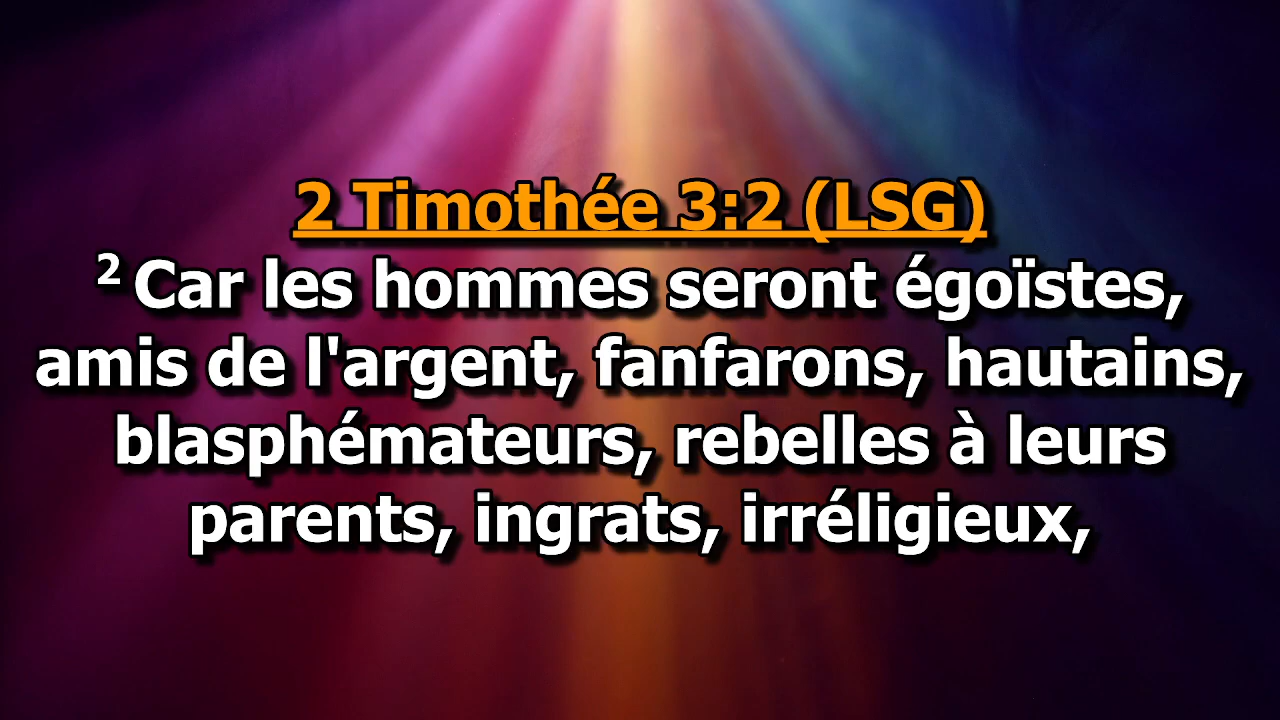 2 Timothée 3:2 (LSG)
2 Car les hommes seront égoïstes,
amis de l'argent, fanfarons, hautains,
blasphémateurs, rebelles à leurs
parents, ingrats, irréligieux,